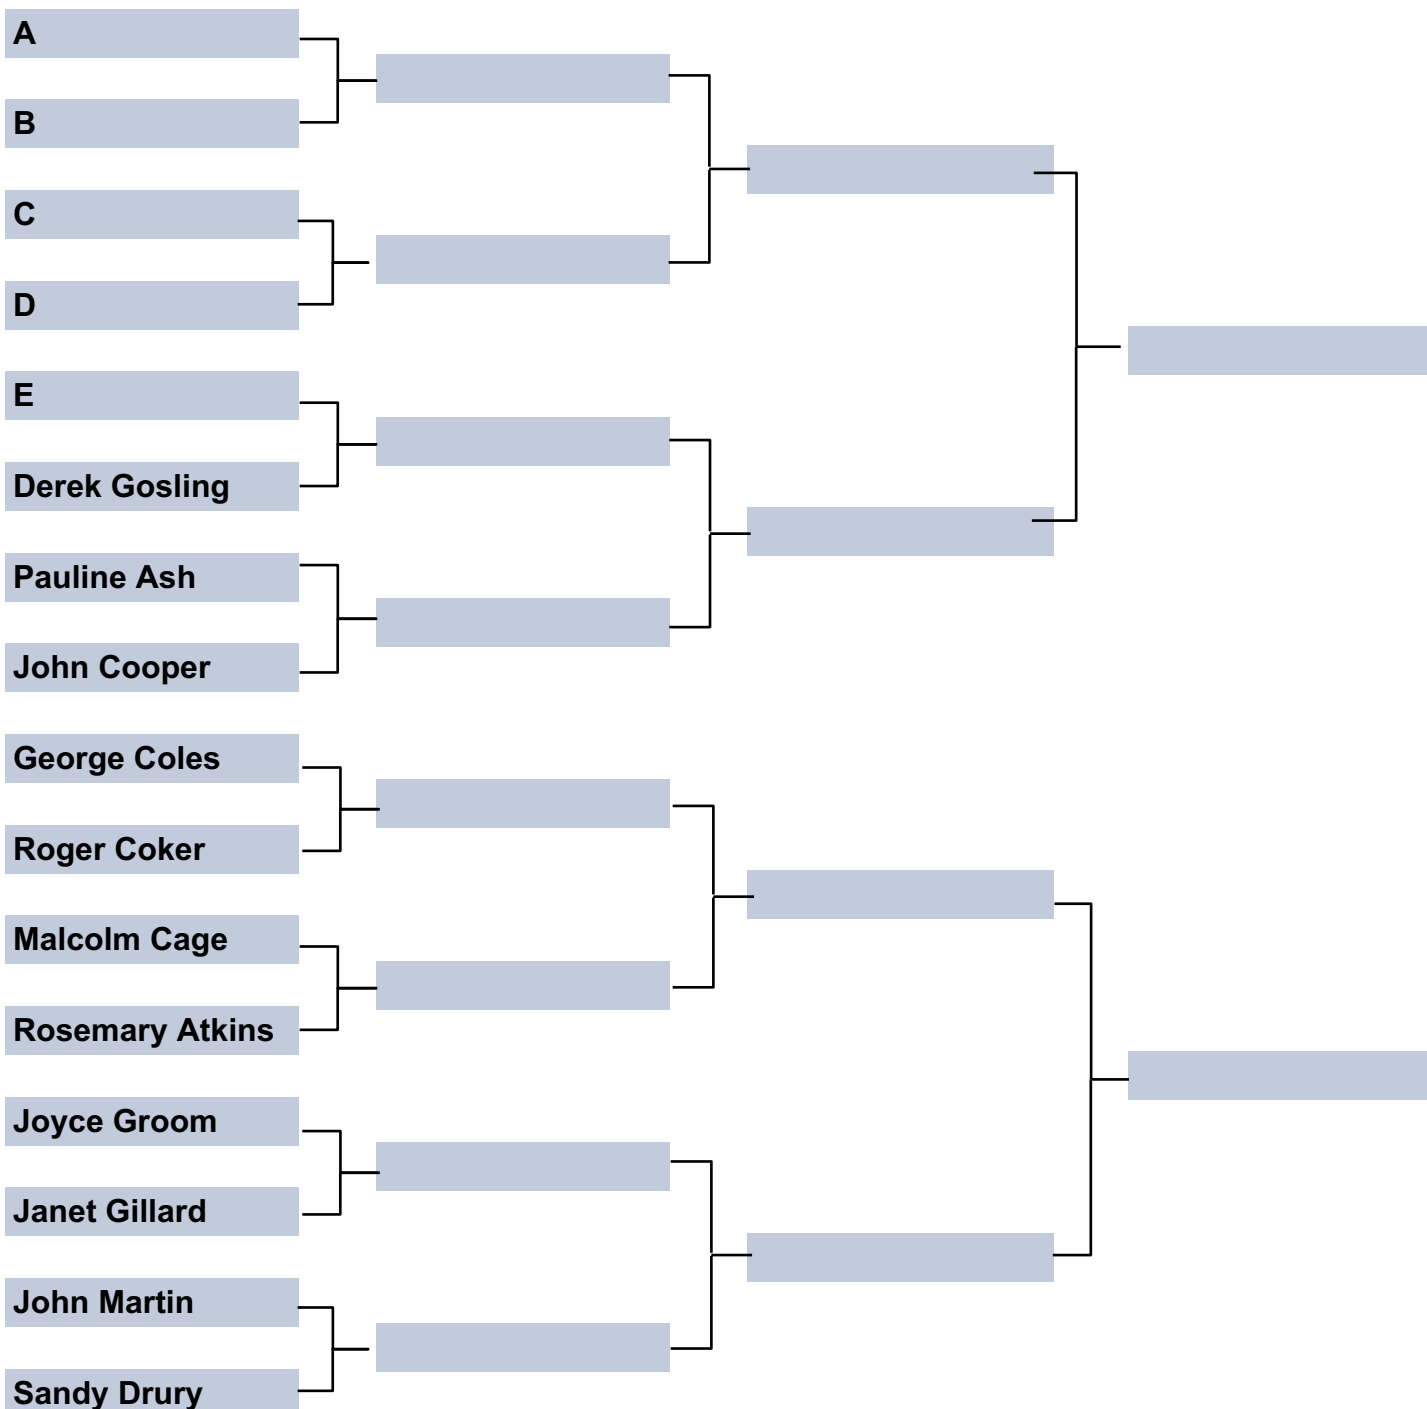 A
B
C
D
E
Derek Gosling
Pauline Ash
John Cooper
George Coles
Roger Coker
Malcolm Cage
Rosemary Atkins
Joyce Groom
Janet Gillard
John Martin
Sandy Drury